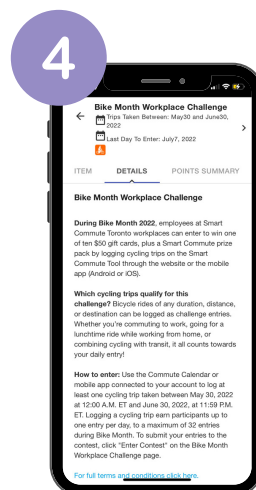 4
Bike Month Workplace Challenge
Trips Taken Between: May30 and June30,
2022
Last Day To Enter: July7, 2022
ITEM DETAILS POINTS SUMMARY
Bike Month Workplace Challenge
During Bike Month 2022, employees at Smart
Commute Toronto workplaces can enter to win one
of ten $50 gift cards, plus a Smart Commute prize
pack by logging cycling trips on the Smart
Commute Tool through the website or the mobile
app (Android or iOS).
Which cycling trips qualify for this
challenge? Bicycle rides of any duration, distance,
or destination can be logged as challenge entries.
Whether you're commuting to work, going for a
lunchtime ride while working from home, or
combining cycling with transit, it all counts towards
your daily entry!
How to enter: Use the Commute Calendar or
mobile app connected to your account to log at
least one cycling trip taken between May 30, 2022
at 12:00 A.M. ET and June 30, 2022, at 11:59 P.M.
ET. Logging a cycling trip earn participants up to
one entry per day, to a maximum of 32 entries
during Bike Month. To submit your entries to the
contest, click "Enter Contest" on the Bike Month
Workplace Challenge page.
For full terms and conditions click here.